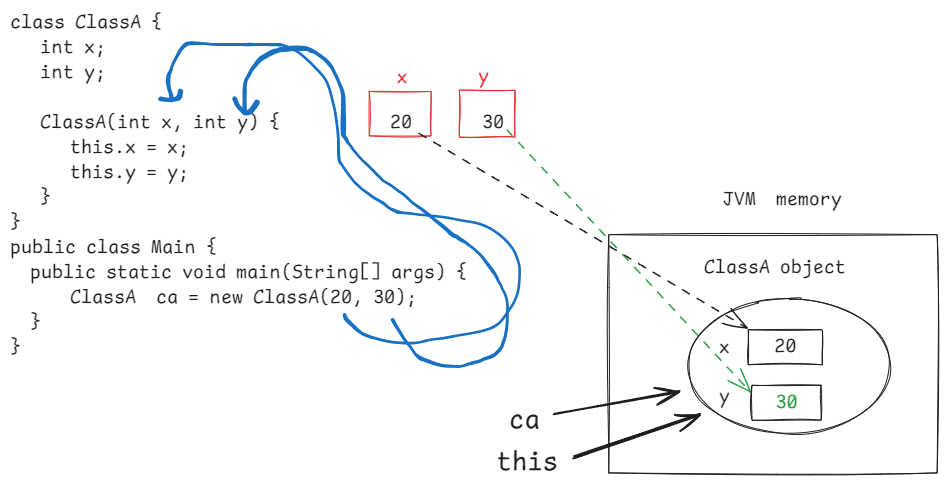 class ClassA {
int x;
int y;
ClassA(int x, int y) {
this.x = x;
this.y = y;
}
}
public class Main {
public static void main(String[] args) {
ClassA ca = new ClassA(20, 30);
}
}
x y
20 30
JVM memory
ClassA object
x 20
y 30
ca
this